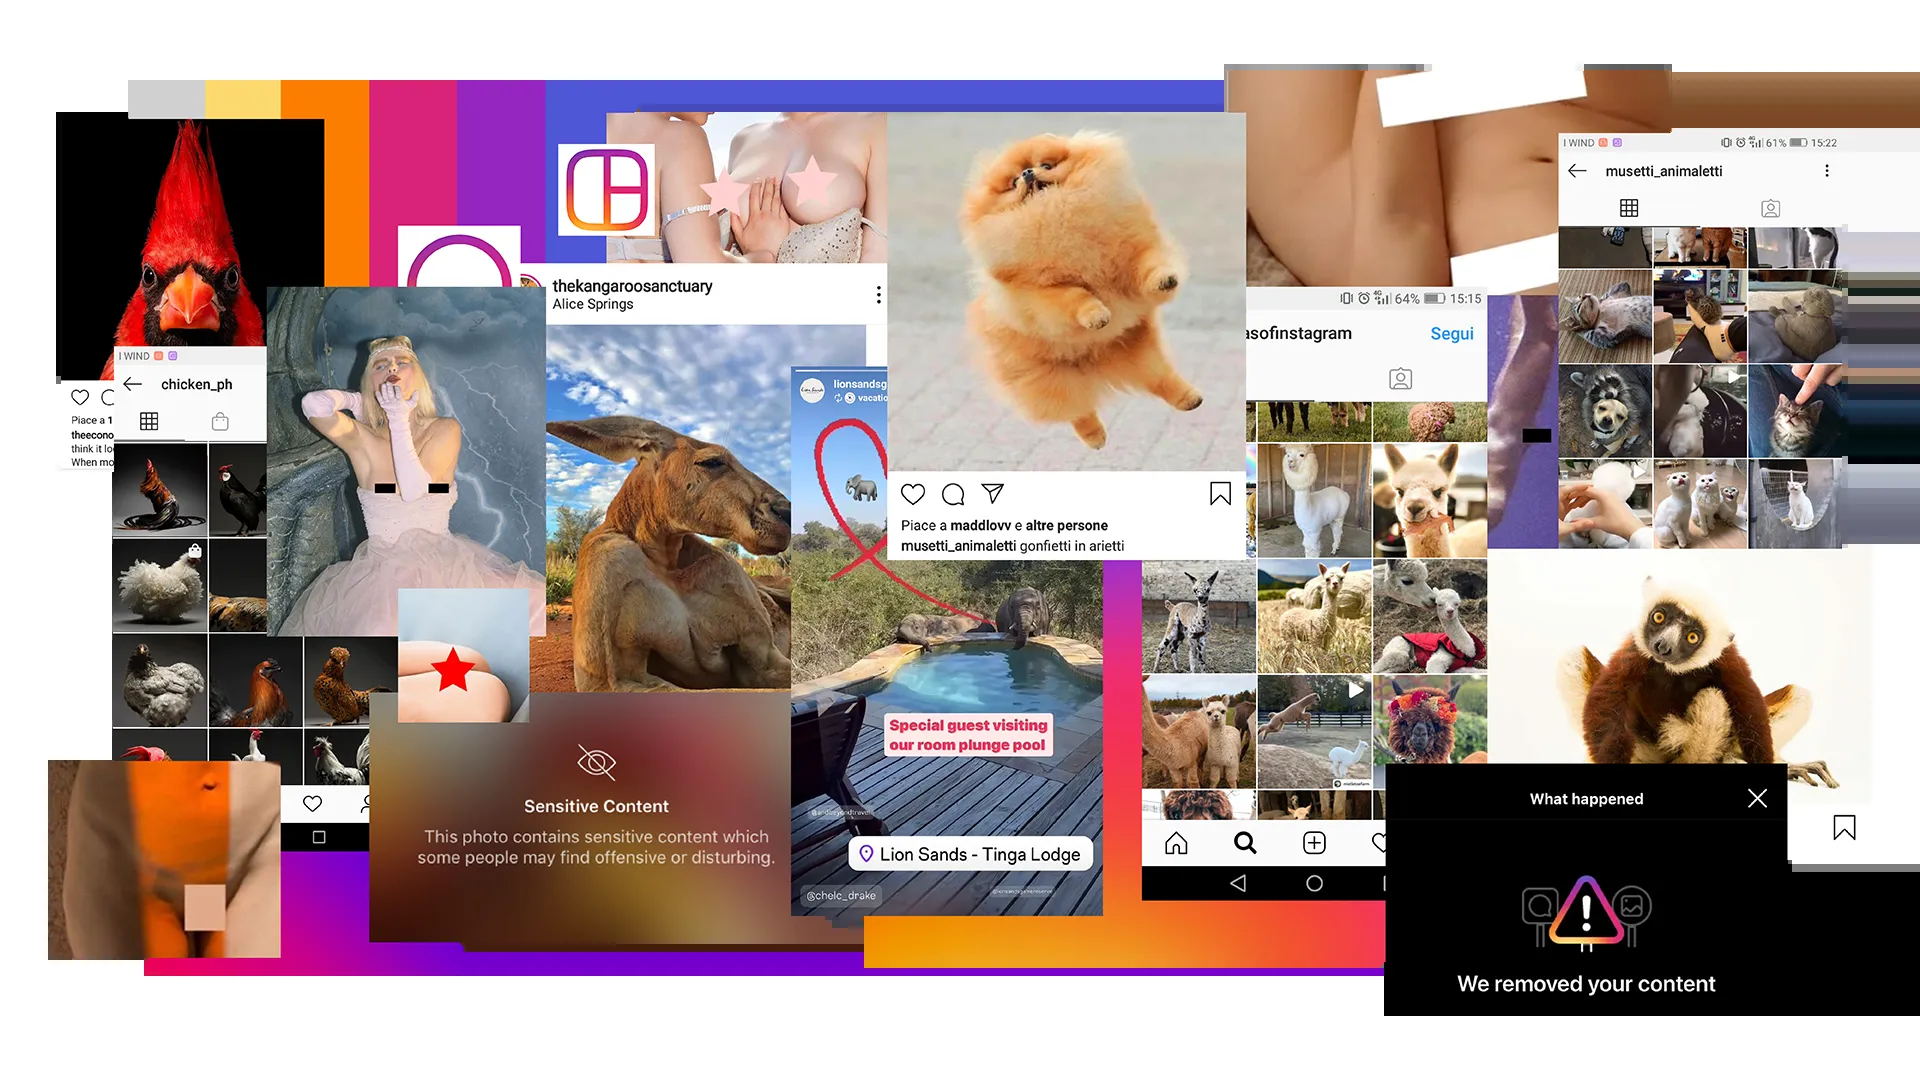 I WIND
61%
15:22
musetti_animaletti
thekangaroosanctuary
Alice Springs
64%
15:15
asofinstagram
Segui
I WIND
chicken_ph
Piace a 1
theecono
think it lo
When mo
lionsandsg
vacatio
Piace a maddlovv e altre persone
musetti_animaletti gonfietti in arietti
Special guest visiting
our room plunge pool
Sensitive Content
This photo contains sensitive content which
some people may find offensive or disturbing.
Lion Sands - Tinga Lodge
@chelc_drake
What happened
We removed your content